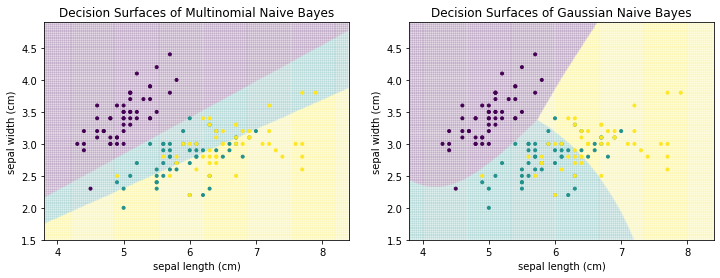 Decision Surfaces of Multinomial Naive Bayes
sepal width (cm)
4.5
4.0
3.5
3.0
2.5
2.0
1.5
4 5 6 7 8
sepal length (cm)
Decision Surfaces of Gaussian Naive Bayes
sepal width (cm)
4.5
4.0
3.5
3.0
2.5
2.0
1.5
4 5 6 7 8
sepal length (cm)